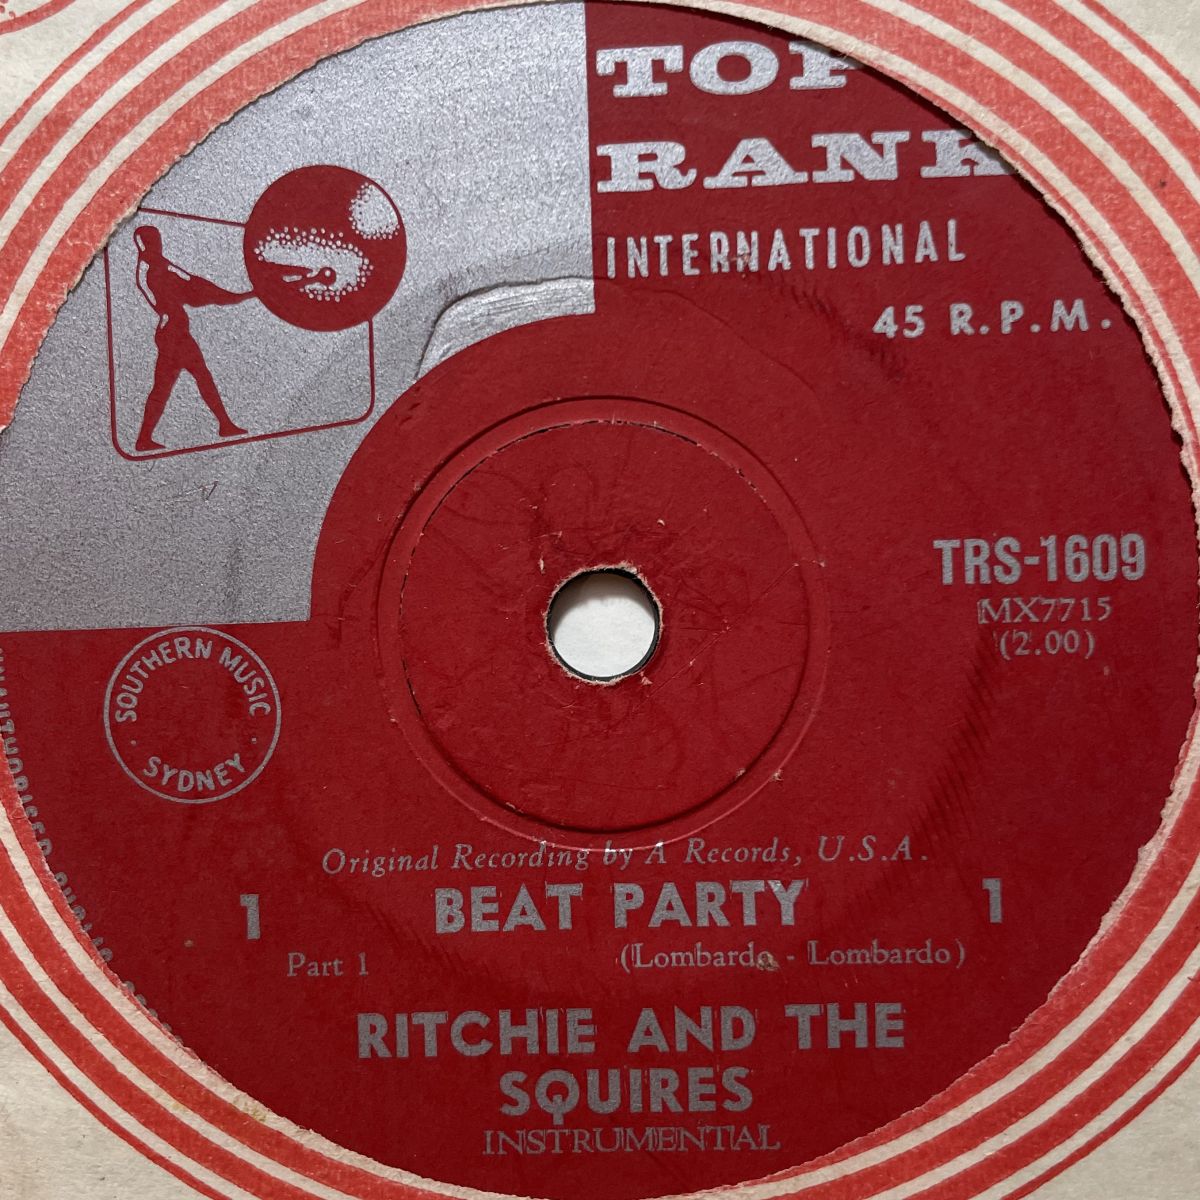 TOP
RANK
INTERNATIONAL
45 R.P.M.
TRS-1609
MX7715
(2.00)
SOUTHERN MUSIC
· SYDNEY ·
Original Recording by A Records, U.S.A.
1 BEAT PARTY 1
Part 1 (Lombardo - Lombardo)
RITCHIE AND THE
SQUIRES
INSTRUMENTAL